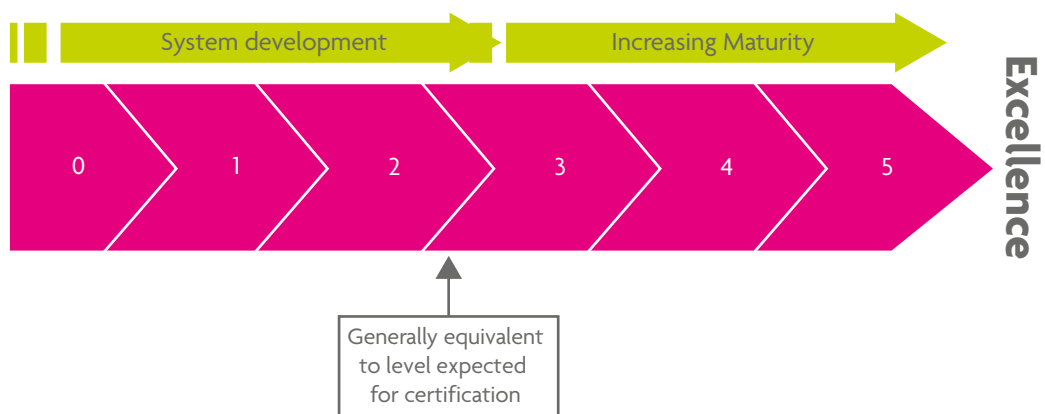 System development
Increasing Maturity
Excellence
0 1 2 3 4 5
Generally equivalent
to level expected
for certification